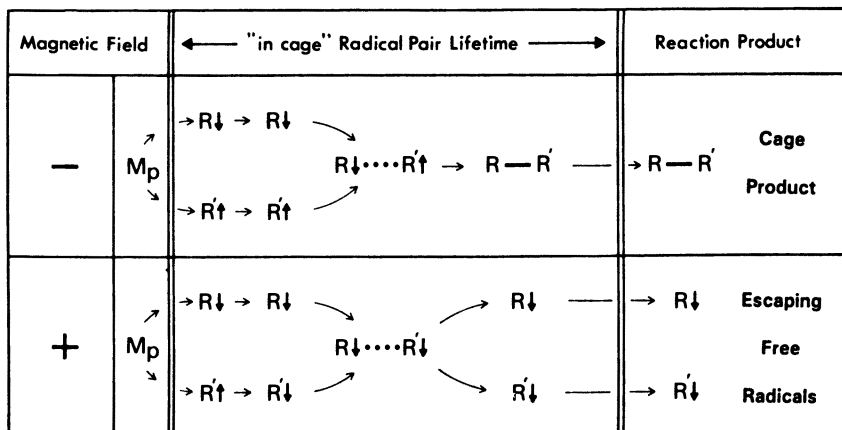 Magnetic Field
"in cage" Radical Pair Lifetime
Reaction Product
−
Mp
→ R↓ → R↓
→ R'↑ → R'↑
R↓····R'↑ → R — R' → R — R'
Cage
Product
+
Mp
→ R↓ → R↓
→ R'↑ → R'↓
R↓····R'↓
R↓ → R↓
R'↓ → R'↓
Escaping
Free
Radicals